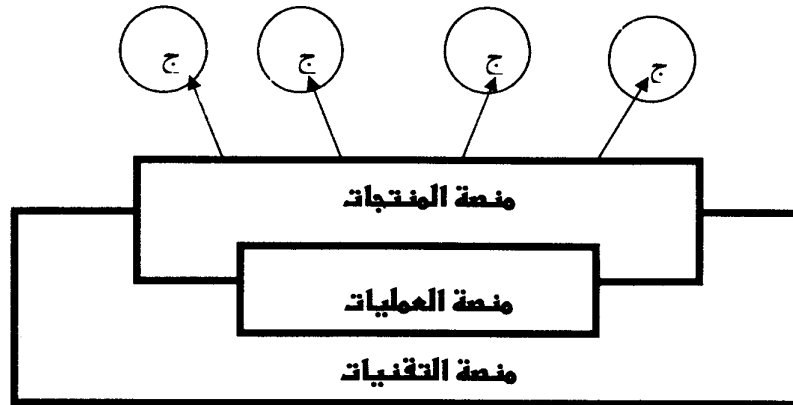 ج ج ج ج
منصة المنتجات
منصة العمليات
منصة التقنيات